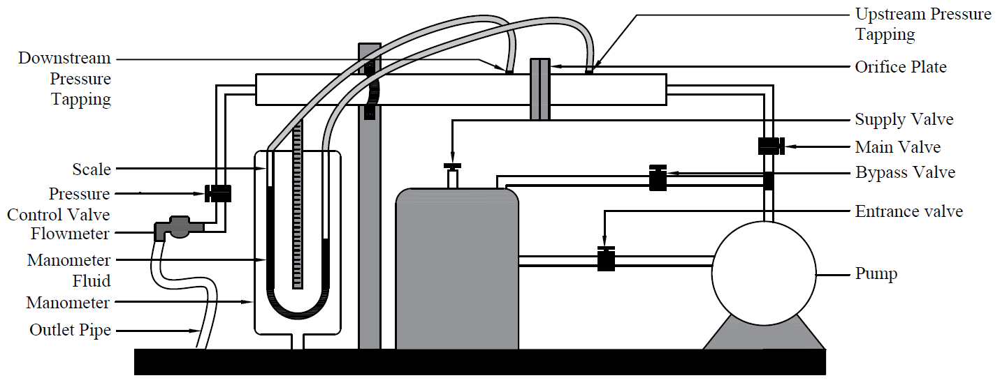 Downstream
Pressure
Tapping
Scale
Pressure
Control Valve
Flowmeter
Manometer
Fluid
Manometer
Outlet Pipe
Upstream Pressure
Tapping
Orifice Plate
Supply Valve
Main Valve
Bypass Valve
Entrance valve
Pump